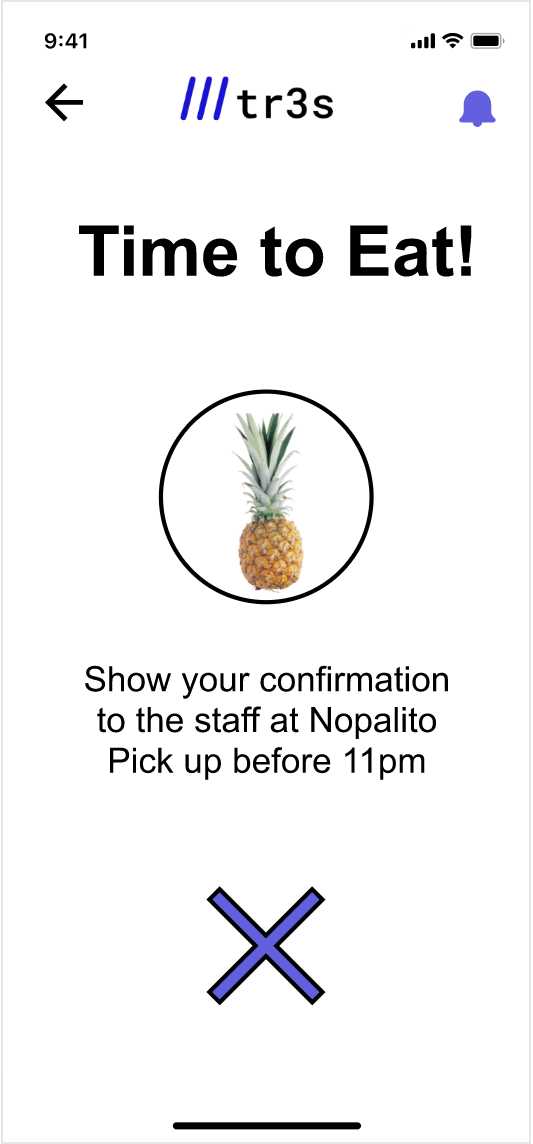 9:41
tr3s
Time to Eat!
Show your confirmation
to the staff at Nopalito
Pick up before 11pm